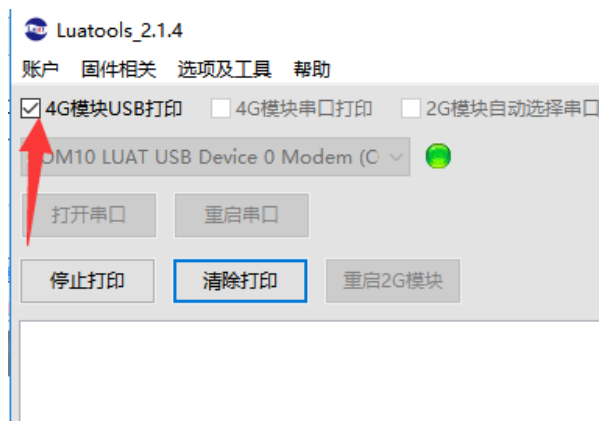 Luatools_2.1.4
账户 固件相关 选项及工具 帮助
4G模块USB打印 4G模块串口打印 2G模块自动选择串口
OM10 LUAT USB Device 0 Modem (C
打开串口 重启串口
停止打印 清除打印 重启2G模块